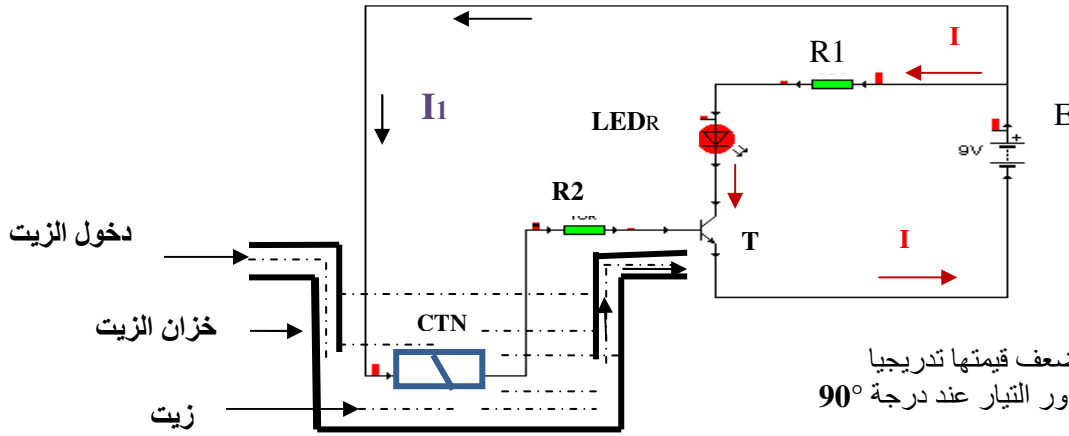 I
R1
I1
LEDR
E
9V
+
R2
T
I
دخول الزيت
خزان الزيت
CTN
زيت
ضعف قيمتها تدريجيا
ور التيار عند درجة 90°